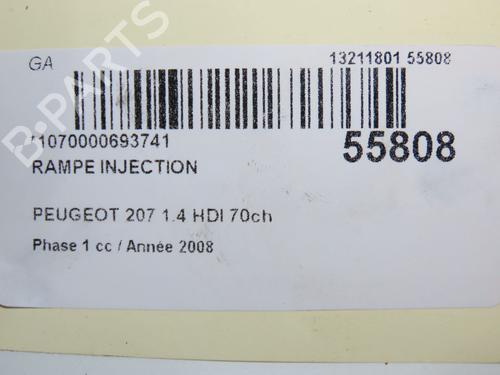 GA
13211801 55808
11070000693741
55808
RAMPE INJECTION
PEUGEOT 207 1.4 HDI 70ch
Phase 1 cc / Année 2008
B-PARTS